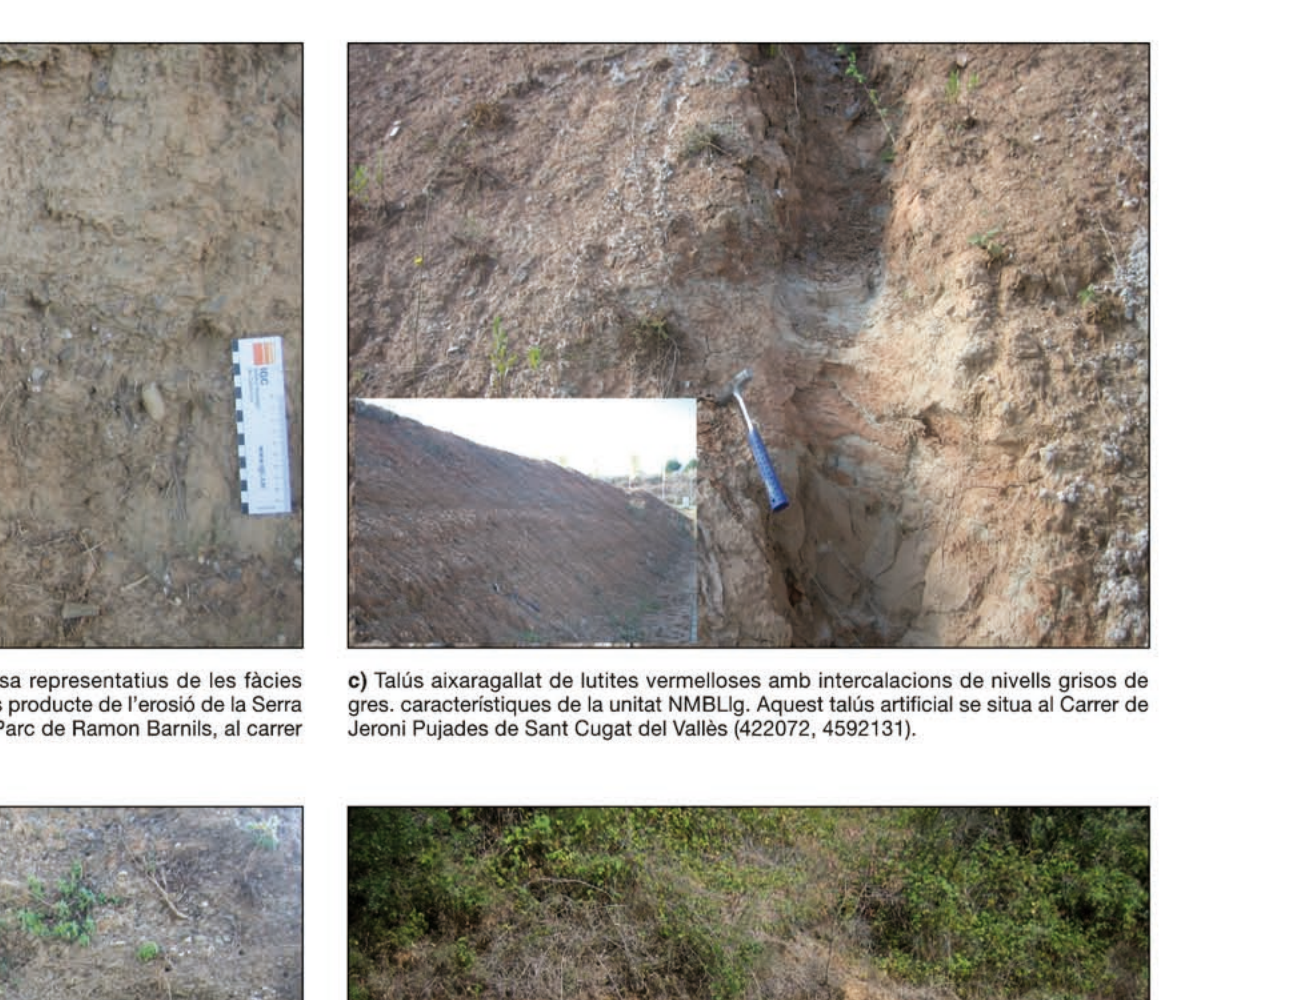 IGC
sa representatius de les fàcies
s producte de l'erosió de la Serra
Parc de Ramon Barnils, al carrer
c) Talús aixaragallat de lutites vermelloses amb intercalacions de nivells grisos de
gres. característiques de la unitat NMBLlg. Aquest talús artificial se situa al Carrer de
Jeroni Pujades de Sant Cugat del Vallès (422072, 4592131).